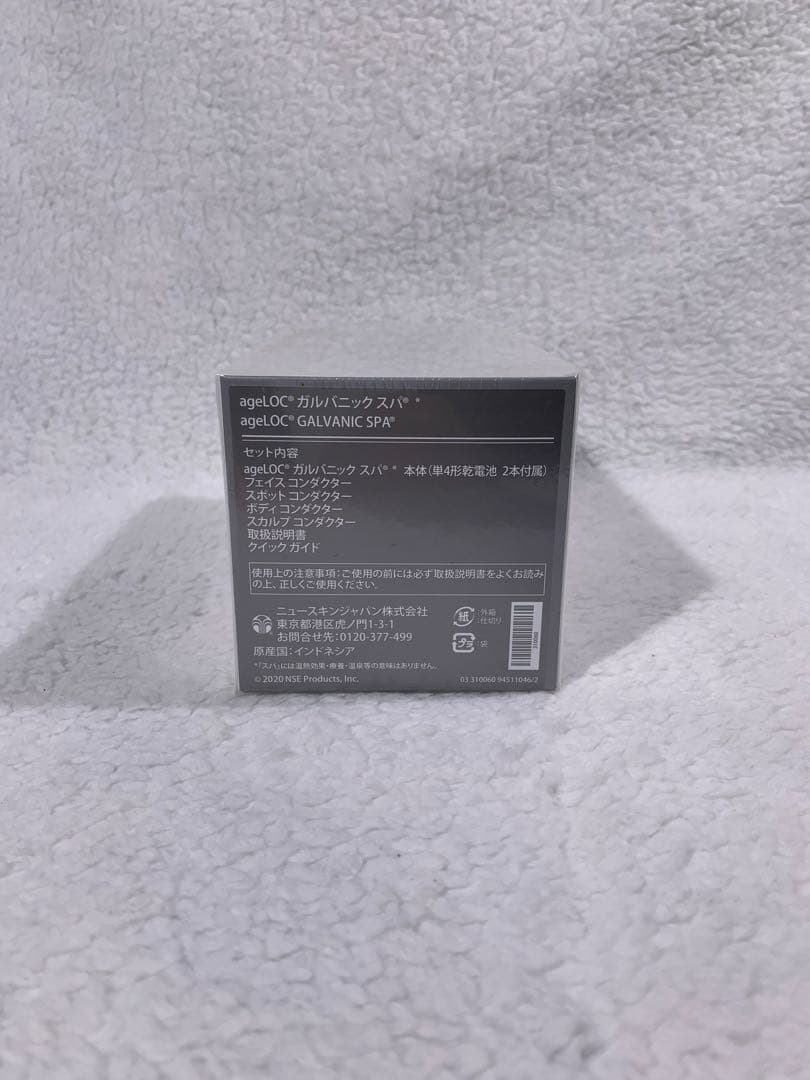 ageLOC® ガルバニック スパ® *
ageLOC® GALVANIC SPA®
セット内容
ageLOC® ガルバニック スパ® * 本体(単4形乾電池 2本付属)
フェイス コンダクター
スポット コンダクター
ボディ コンダクター
スカルプ コンダクター
取扱説明書
クイック ガイド
使用上の注意事項:ご使用の前には必ず取扱説明書をよくお読み
の上、正しくご使用ください。
ニュースキンジャパン株式会社
東京都港区虎ノ門1-3-1
お問合せ先:0120-377-499
原産国:インドネシア
紙 :外箱
:仕切り
プラ :袋
310060
*「スパ」には温熱効果・療養・温泉等の意味はありません。
© 2020 NSE Products, Inc.
03 310060 94511046/2